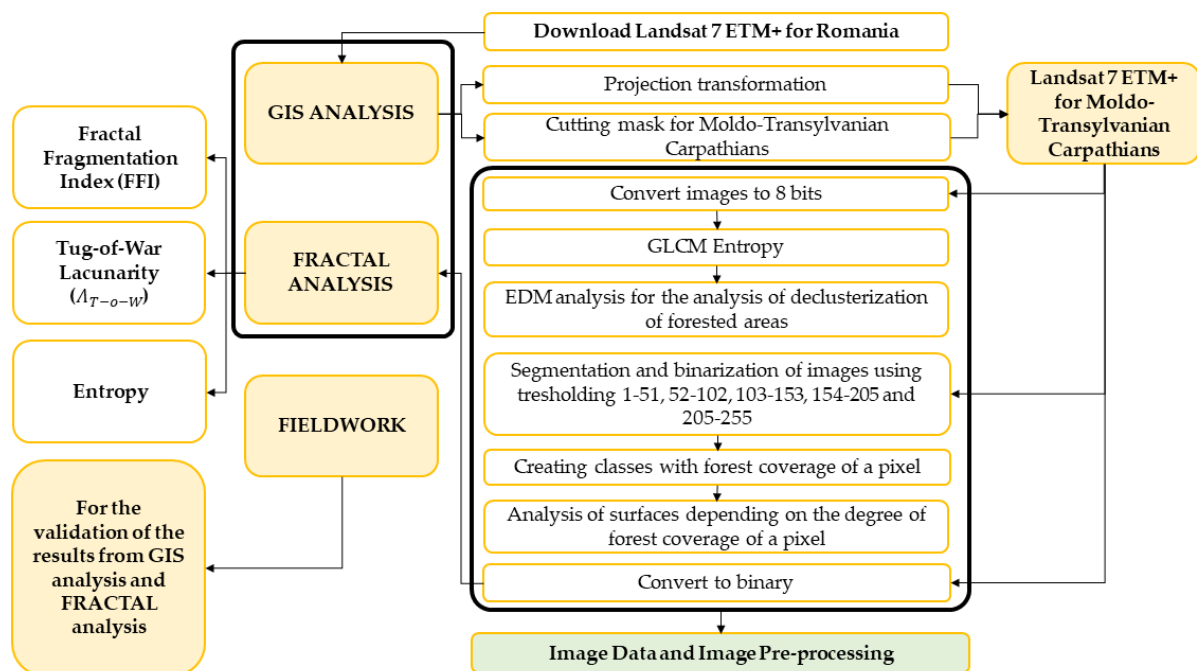 Download Landsat 7 ETM+ for Romania
GIS ANALYSIS
Projection transformation
Cutting mask for Moldo-Transylvanian
Carpathians
Landsat 7 ETM+
for Moldo-
Transylvanian
Carpathians
Fractal
Fragmentation
Index (FFI)
Tug-of-War
Lacunarity
(Λ_{T−o−W})
Entropy
FRACTAL
ANALYSIS
FIELDWORK
For the
validation of the
results from GIS
analysis and
FRACTAL
analysis
Convert images to 8 bits
GLCM Entropy
EDM analysis for the analysis of declusterization
of forested areas
Segmentation and binarization of images using
tresholding 1-51, 52-102, 103-153, 154-205 and
205-255
Creating classes with forest coverage of a pixel
Analysis of surfaces depending on the degree of
forest coverage of a pixel
Convert to binary
Image Data and Image Pre-processing